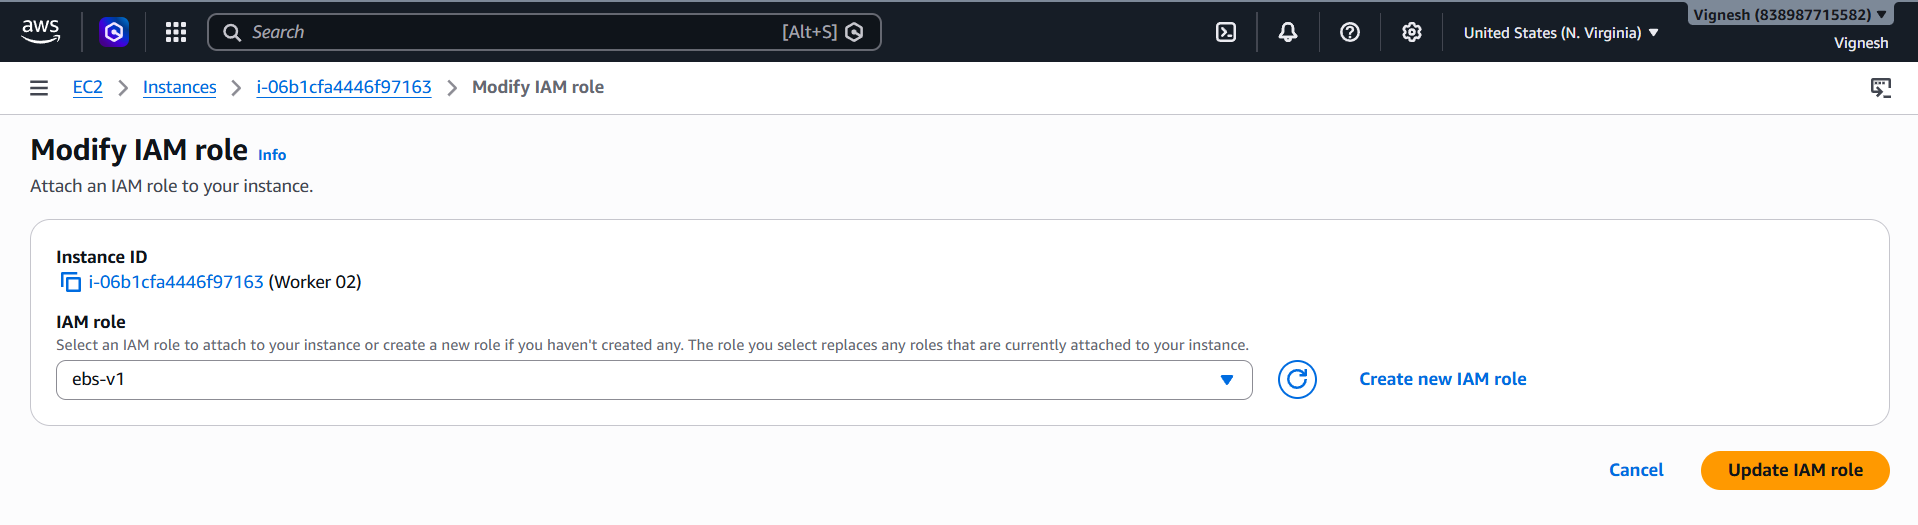 aws
Search [Alt+S]
United States (N. Virginia)
Vignesh (838987715582)
Vignesh
EC2 Instances i-06b1cfa4446f97163 Modify IAM role
Modify IAM role Info
Attach an IAM role to your instance.
Instance ID
i-06b1cfa4446f97163 (Worker 02)
IAM role
Select an IAM role to attach to your instance or create a new role if you haven't created any. The role you select replaces any roles that are currently attached to your instance.
ebs-v1 Create new IAM role
Cancel Update IAM role